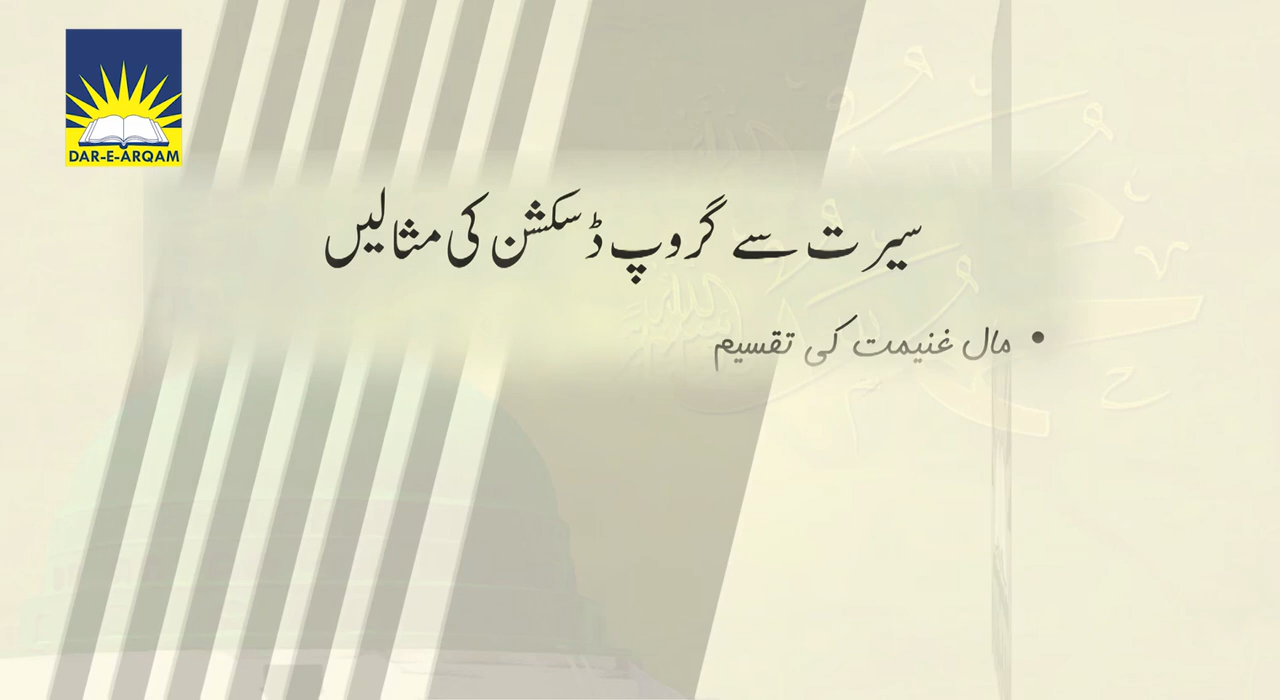 DAR-E-ARQAM
سیرت سے گروپ ڈسکشن کی مثالیں
• مال غنیمت کی تقسیم